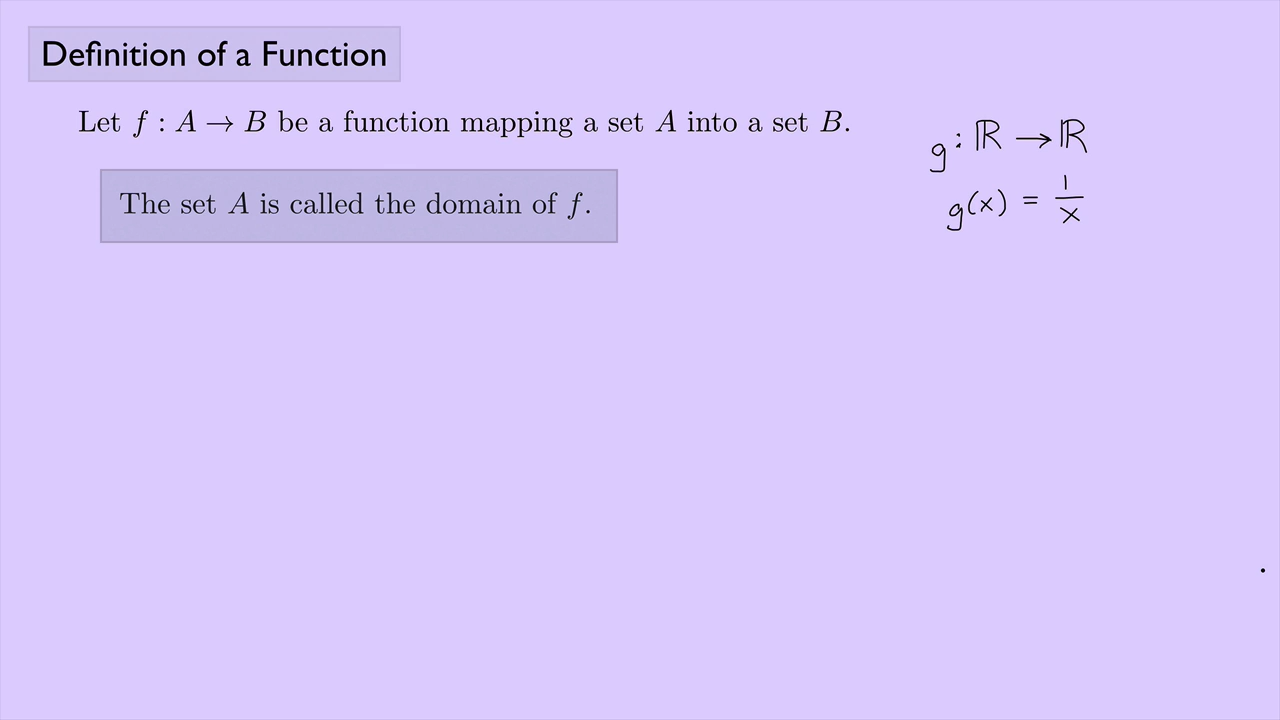 Definition of a Function
Let f : A → B be a function mapping a set A into a set B.
The set A is called the domain of f.
g : ℝ → ℝ
g(x) = 1/x